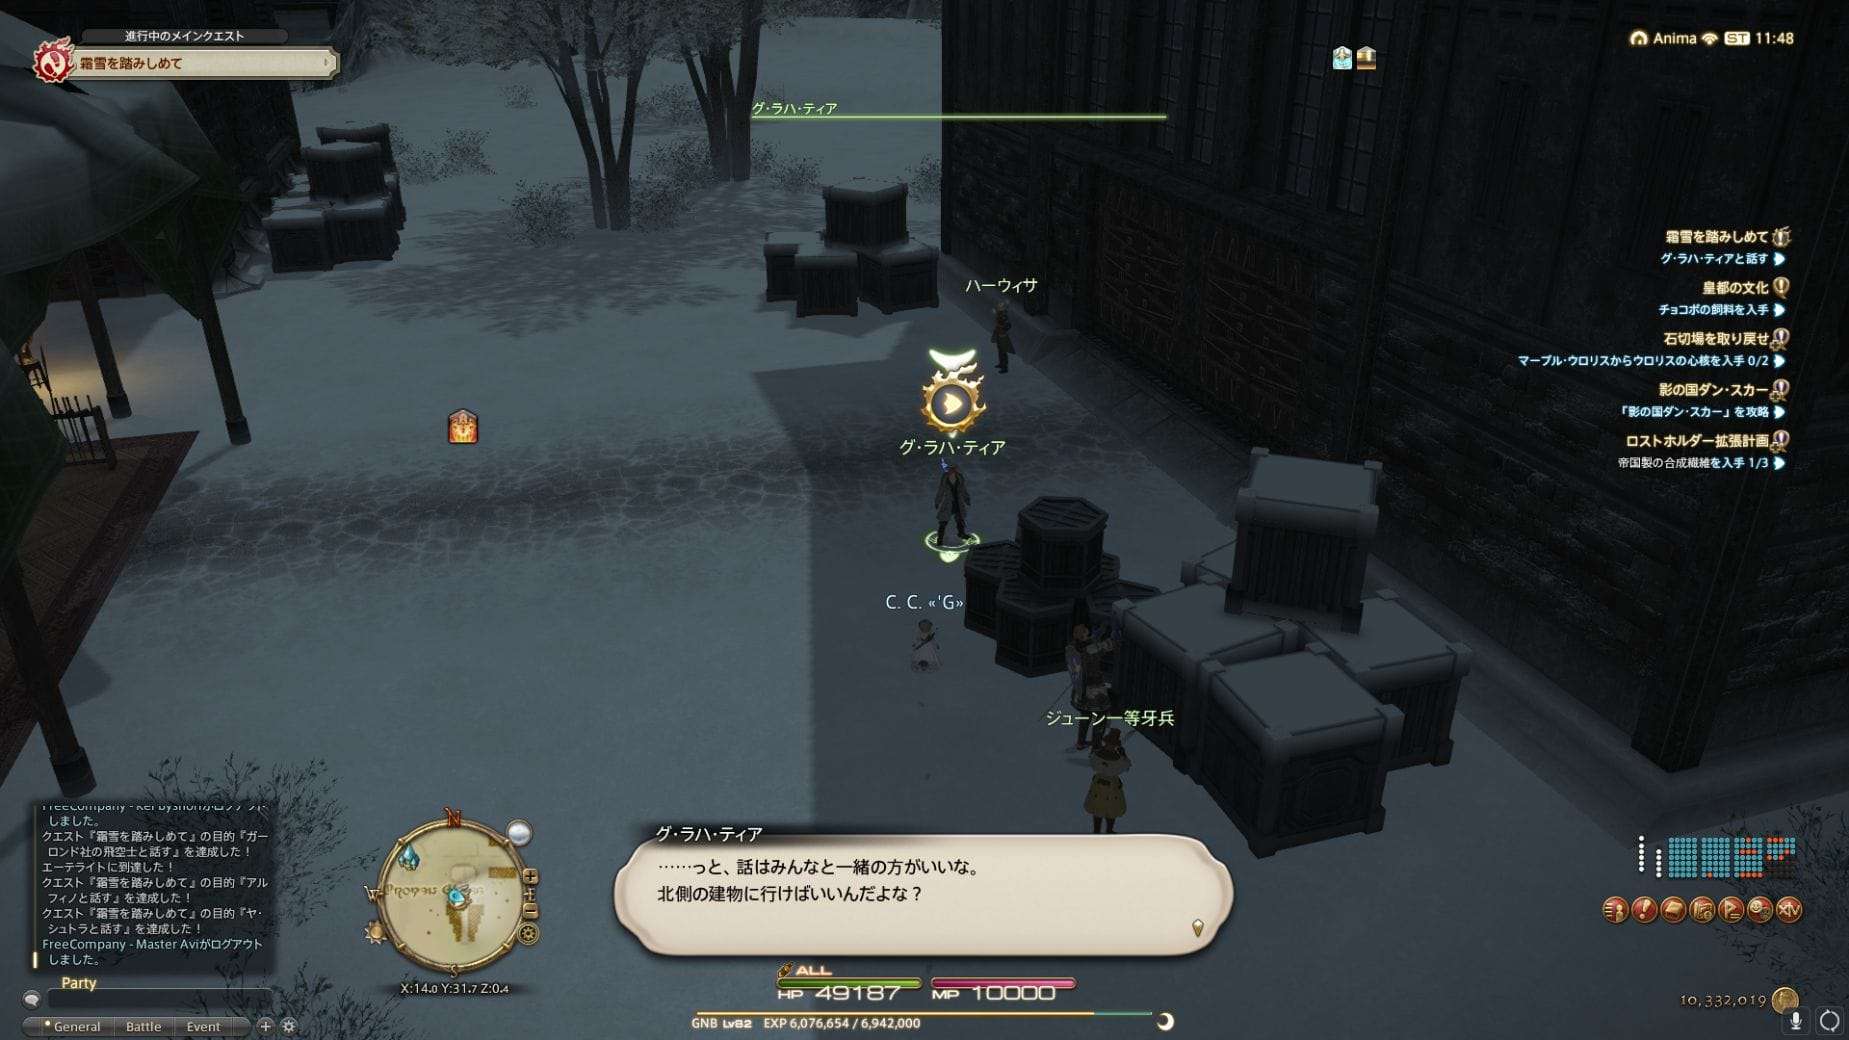 進行中のメインクエスト
霜雪を踏みしめて
Anima
ST 11:48
グ・ラハ・ティア
霜雪を踏みしめて
グ・ラハ・ティアと話す
皇都の文化
チョコボの飼料を入手
石切場を取り戻せ
マーブル・ウロリスからウロリスの心核を入手 0/2
影の国ダン・スカー
「影の国ダン・スカー」を攻略
ロストホルダー拡張計画
帝国製の合成繊維を入手 1/3
ハーウィサ
グ・ラハ・ティア
C. C. «'G»
ジューン一等牙兵
しました。
クエスト『霜雪を踏みしめて』の目的『ガー
ロンド社の飛空士と話す』を達成した！
エーテライトに到達した！
クエスト『霜雪を踏みしめて』の目的『アル
フィノと話す』を達成した！
クエスト『霜雪を踏みしめて』の目的『ヤ・
シュトラと話す』を達成した！
FreeCompany - Master Aviがログアウト
しました。
Party
General Battle Event
N
W
S
X:14.0 Y:31.7 Z:0.4
グ・ラハ・ティア
……っと、話はみんなと一緒の方がいいな。
北側の建物に行けばいいんだよな？
ALL
HP 49187 MP 10000
GNB Lv82 EXP 6,076,654 / 6,942,000
XIV
10,332,019